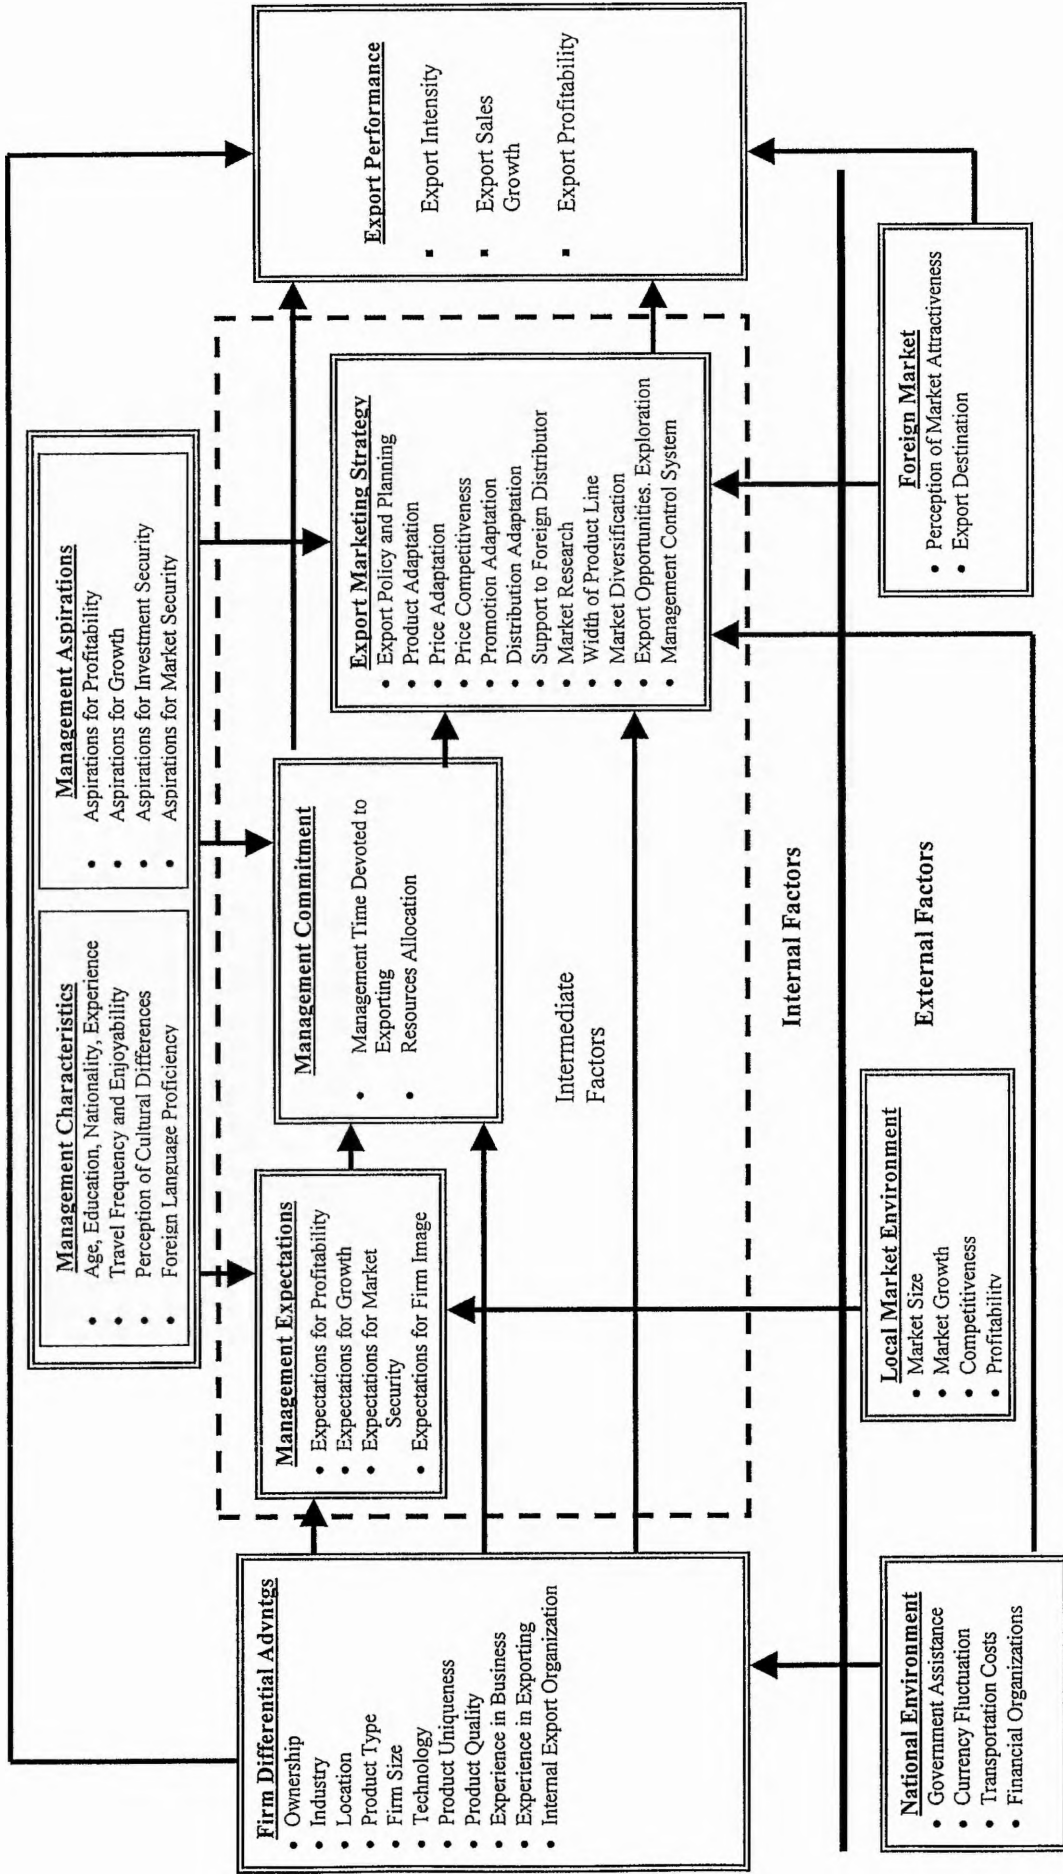 Management Characteristics
• Age, Education, Nationality, Experience
• Travel Frequency and Enjoyability
• Perception of Cultural Differences
• Foreign Language Proficiency
Management Aspirations
• Aspirations for Profitability
• Aspirations for Growth
• Aspirations for Investment Security
• Aspirations for Market Security
Firm Differential Advntgs
• Ownership
• Industry
• Location
• Product Type
• Firm Size
• Technology
• Product Uniqueness
• Product Quality
• Experience in Business
• Experience in Exporting
• Internal Export Organization
Management Expectations
• Expectations for Profitability
• Expectations for Growth
• Expectations for Market
Security
• Expectations for Firm Image
Management Commitment
• Management Time Devoted to
Exporting
• Resources Allocation
Export Marketing Strategy
• Export Policy and Planning
• Product Adaptation
• Price Adaptation
• Price Competitiveness
• Promotion Adaptation
• Distribution Adaptation
• Support to Foreign Distributor
• Market Research
• Width of Product Line
• Market Diversification
• Export Opportunities. Exploration
• Management Control System
Export Performance
▪ Export Intensity
▪ Export Sales
Growth
▪ Export Profitability
Intermediate
Factors
Internal Factors
External Factors
National Environment
• Government Assistance
• Currency Fluctuation
• Transportation Costs
• Financial Organizations
Local Market Environment
• Market Size
• Market Growth
• Competitiveness
• Profitability
Foreign Market
• Perception of Market Attractiveness
• Export Destination